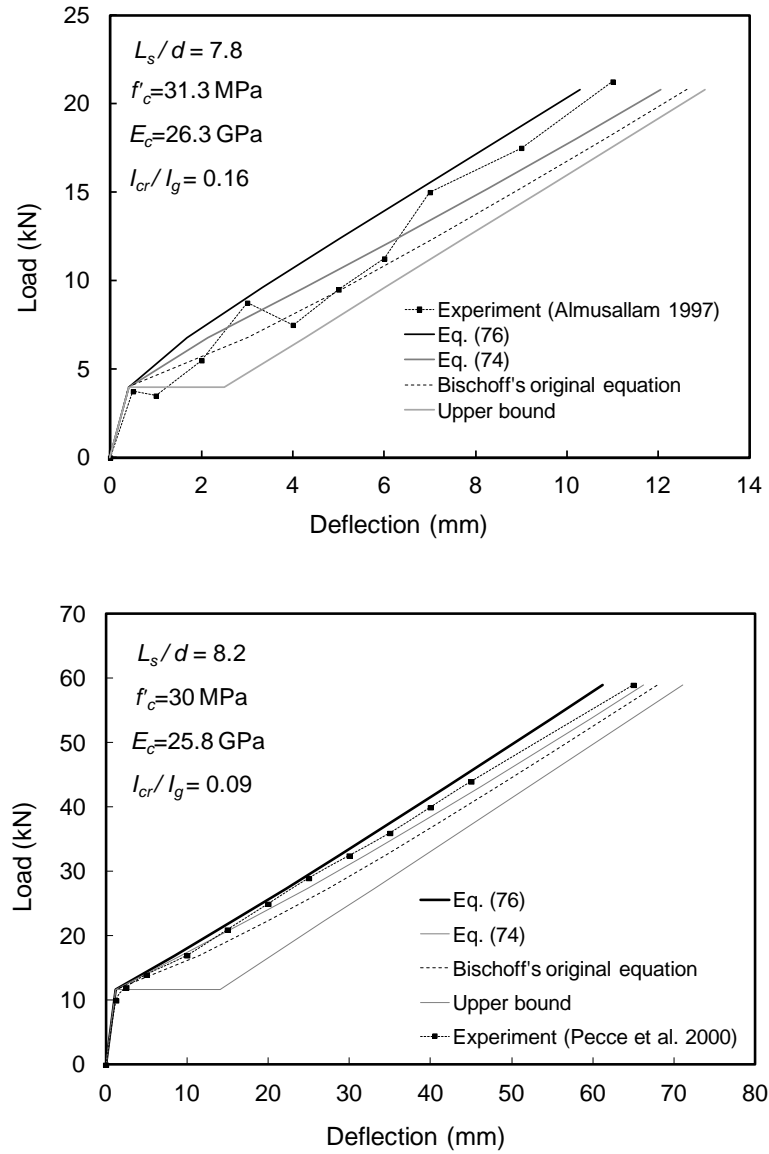 25
20
15
10
5
0
Load (kN)
L_s / d = 7.8
f'_c=31.3 MPa
E_c=26.3 GPa
I_cr / I_g = 0.16
Experiment (Almusallam 1997)
Eq. (76)
Eq. (74)
Bischoff's original equation
Upper bound
0 2 4 6 8 10 12 14
Deflection (mm)
70
60
50
40
30
20
10
0
Load (kN)
L_s / d = 8.2
f'_c=30 MPa
E_c=25.8 GPa
I_cr / I_g = 0.09
Eq. (76)
Eq. (74)
Bischoff's original equation
Upper bound
Experiment (Pecce et al. 2000)
0 10 20 30 40 50 60 70 80
Deflection (mm)